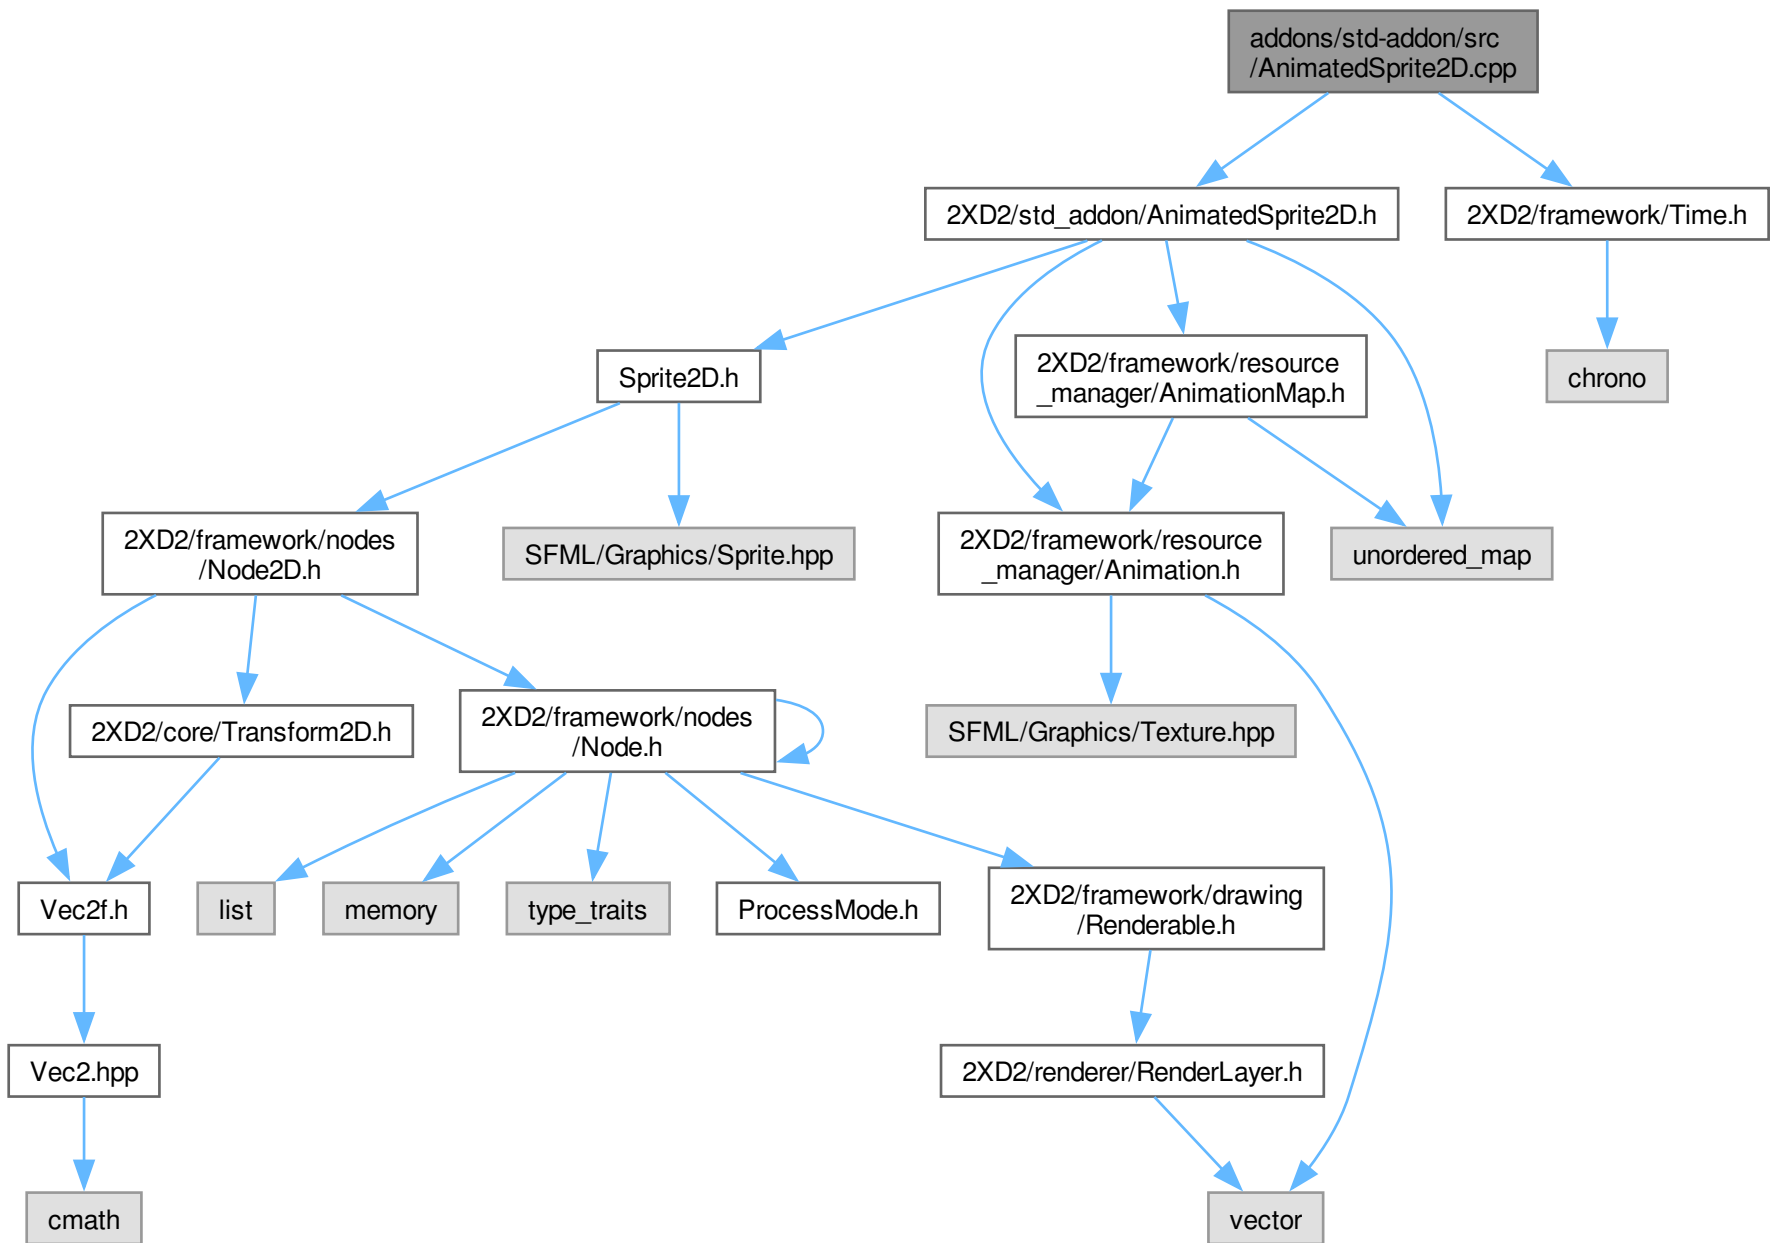 addons/std-addon/src
/AnimatedSprite2D.cpp
2XD2/std_addon/AnimatedSprite2D.h
2XD2/framework/Time.h
Sprite2D.h
2XD2/framework/resource
_manager/AnimationMap.h
chrono
2XD2/framework/nodes
/Node2D.h
SFML/Graphics/Sprite.hpp
2XD2/framework/resource
_manager/Animation.h
unordered_map
2XD2/core/Transform2D.h
2XD2/framework/nodes
/Node.h
SFML/Graphics/Texture.hpp
Vec2f.h
list
memory
type_traits
ProcessMode.h
2XD2/framework/drawing
/Renderable.h
Vec2.hpp
2XD2/renderer/RenderLayer.h
cmath
vector